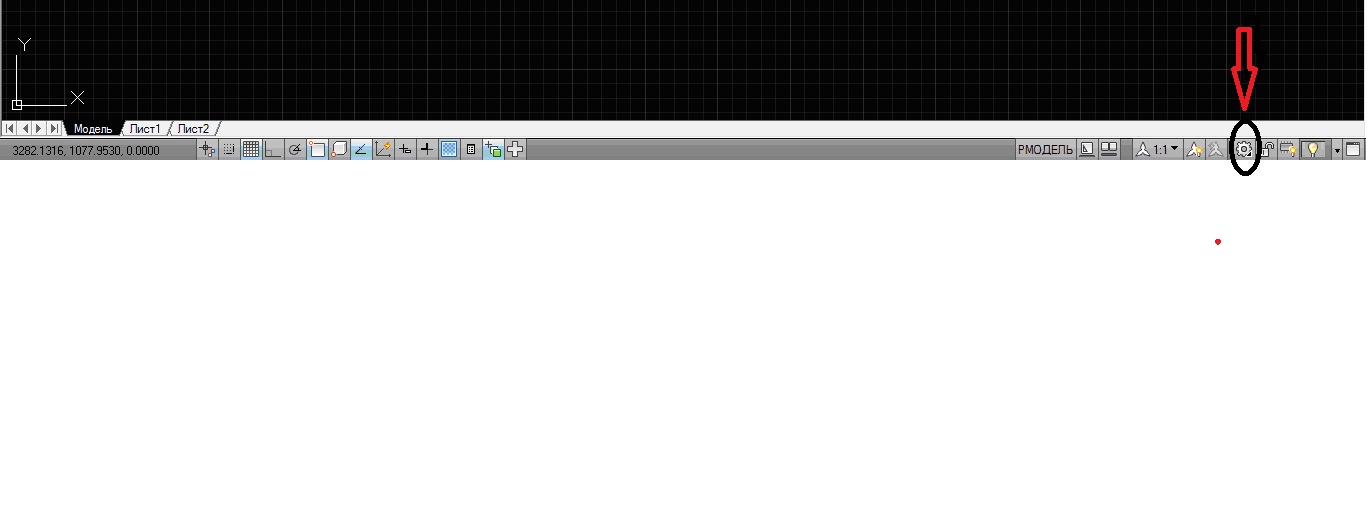 Y
X
Модель Лист1 Лист2
3282.1316, 1077.9530, 0.0000 РМОДЕЛЬ 1:1